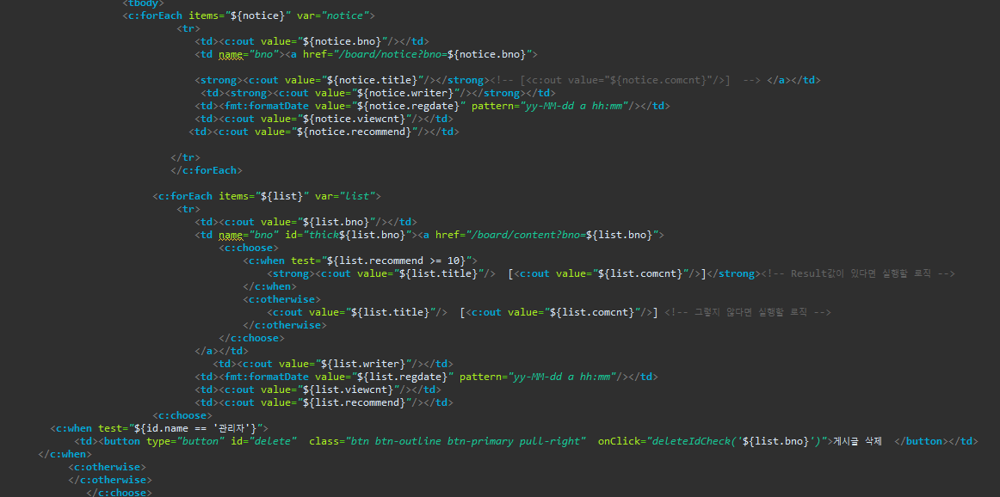 <tbody>
<c:forEach items="${notice}" var="notice">
<tr>
<td><c:out value="${notice.bno}"/></td>
<td name="bno"><a href="/board/notice?bno=${notice.bno}">
<strong><c:out value="${notice.title}"/></strong><!-- [<c:out value="${notice.comcnt}"/>]  --> </a></td>
<td><strong><c:out value="${notice.writer}"/></strong></td>
<td><fmt:formatDate value="${notice.regdate}" pattern="yy-MM-dd a hh:mm"/></td>
<td><c:out value="${notice.viewcnt}"/></td>
<td><c:out value="${notice.recommend}"/></td>
</tr>
</c:forEach>
<c:forEach items="${list}" var="list">
<tr>
<td><c:out value="${list.bno}"/></td>
<td name="bno" id="thick${list.bno}"><a href="/board/content?bno=${list.bno}">
<c:choose>
<c:when test="${list.recommend >= 10}">
<strong><c:out value="${list.title}"/>  [<c:out value="${list.comcnt}"/>]</strong><!-- Result값이 있다면 실행할 로직 -->
</c:when>
<c:otherwise>
<c:out value="${list.title}"/>  [<c:out value="${list.comcnt}"/>] <!-- 그렇지 않다면 실행할 로직 -->
</c:otherwise>
</c:choose>
</a></td>
<td><c:out value="${list.writer}"/></td>
<td><fmt:formatDate value="${list.regdate}" pattern="yy-MM-dd a hh:mm"/></td>
<td><c:out value="${list.viewcnt}"/></td>
<td><c:out value="${list.recommend}"/></td>
<c:choose>
<c:when test="${id.name == '관리자'}">
<td><button type="button" id="delete"  class="btn btn-outline btn-primary pull-right"  onClick="deleteIdCheck('${list.bno}')">게시글 삭제  </button></td>
</c:when>
<c:otherwise>
</c:otherwise>
</c:choose>